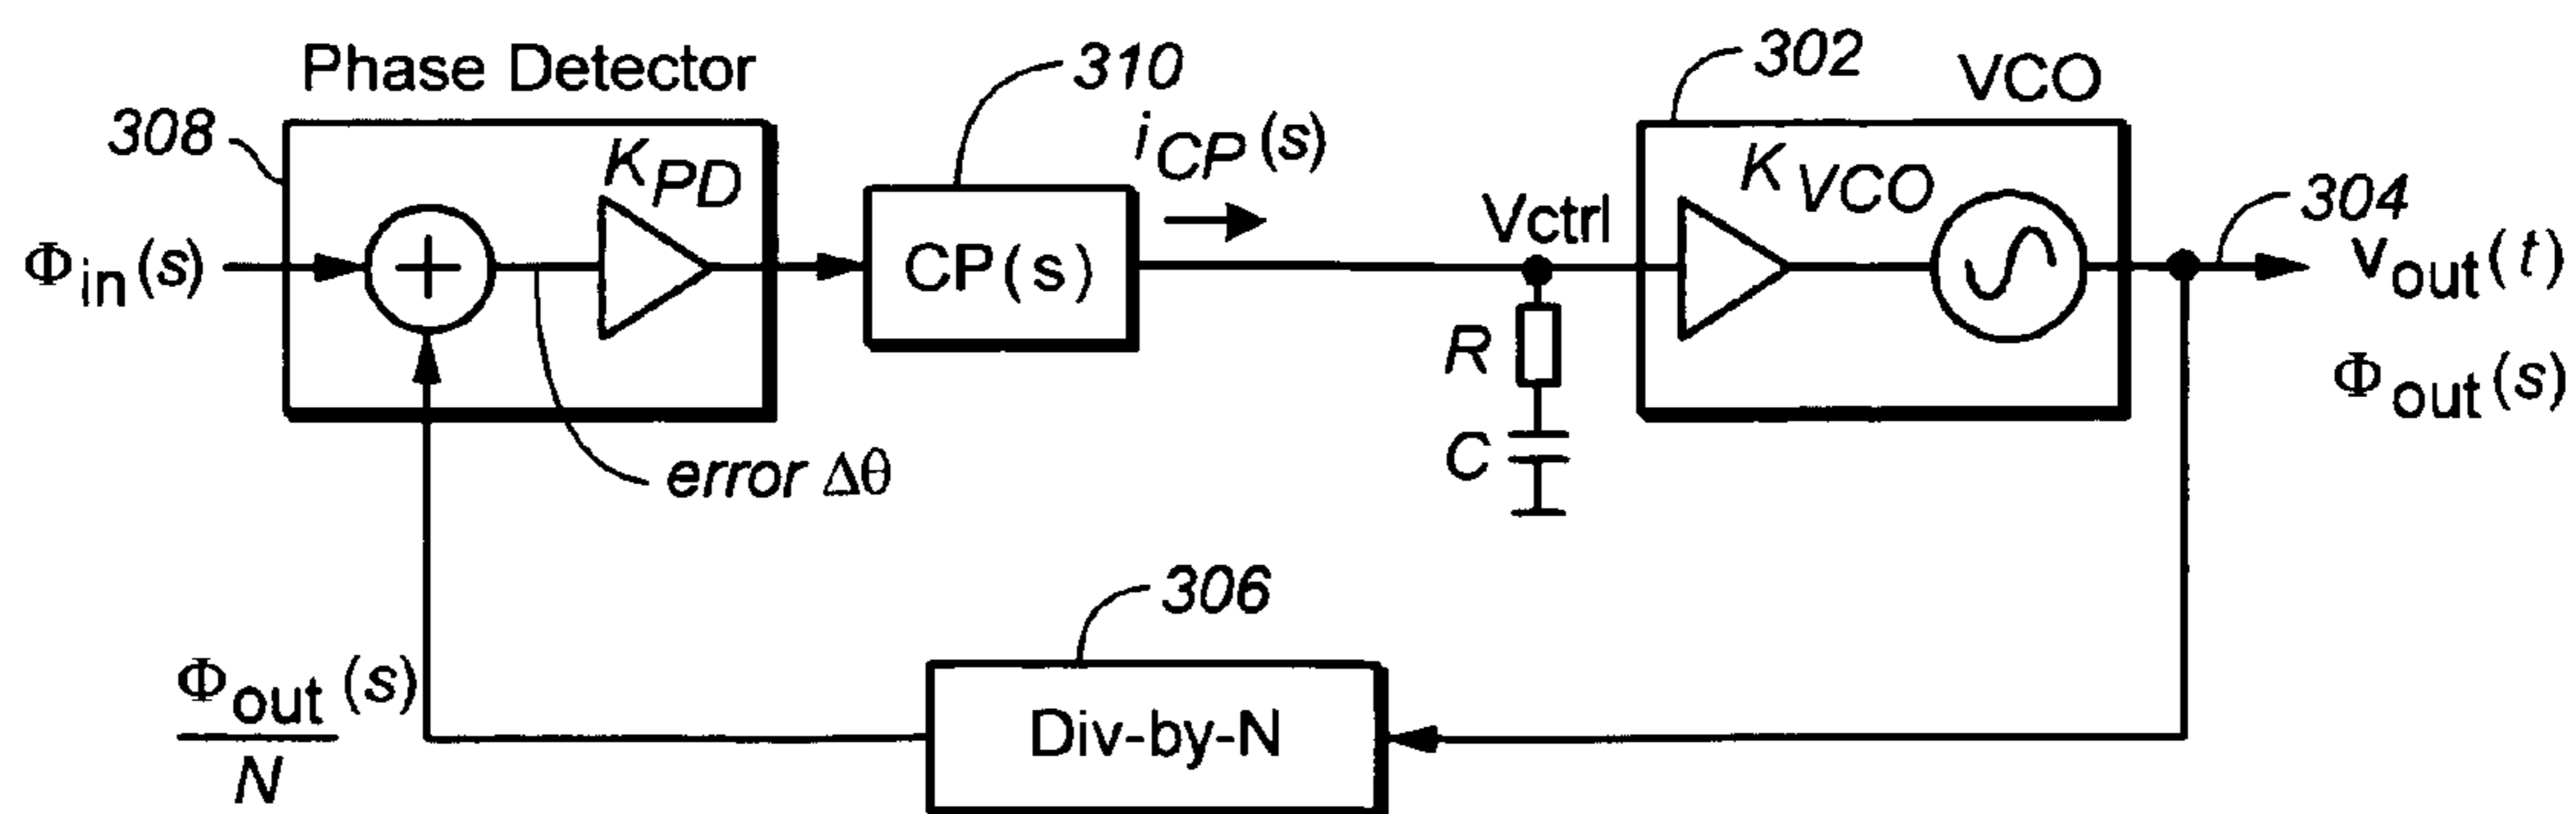 Phase Detector
308
K_PD
Φ_in(s)
+
error Δθ
310
CP(s)
i_CP(s)
Vctrl
R
C
302
VCO
K_VCO
304
v_out(t)
Φ_out(s)
306
Div-by-N
Φ_out(s)
N